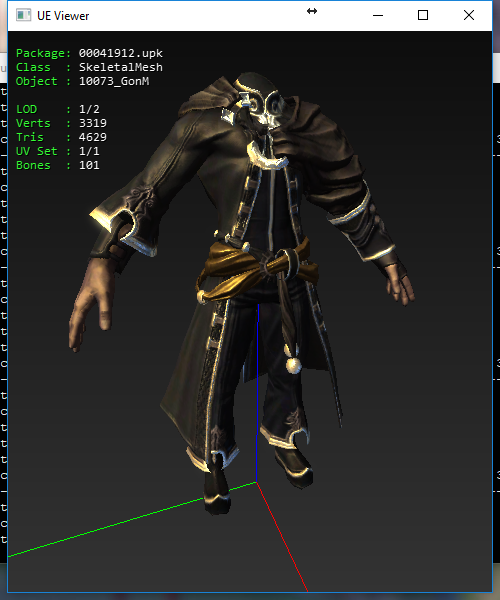 UE Viewer
Package: 00041912.upk
Class : SkeletalMesh
Object : 10073_GonM
LOD : 1/2
Verts : 3319
Tris : 4629
UV Set : 1/1
Bones : 101